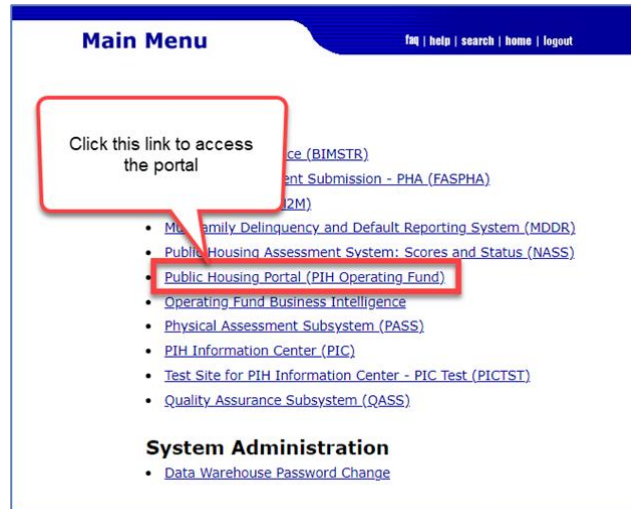 Main Menu
faq | help | search | home | logout
Click this link to access
the portal
ce (BIMSTR)
ent Submission - PHA (FASPHA)
2M)
family Delinquency and Default Reporting System (MDDR)
Public Housing Assessment System: Scores and Status (NASS)
Public Housing Portal (PIH Operating Fund)
Operating Fund Business Intelligence
Physical Assessment Subsystem (PASS)
PIH Information Center (PIC)
Test Site for PIH Information Center - PIC Test (PICTST)
Quality Assurance Subsystem (QASS)
System Administration
Data Warehouse Password Change